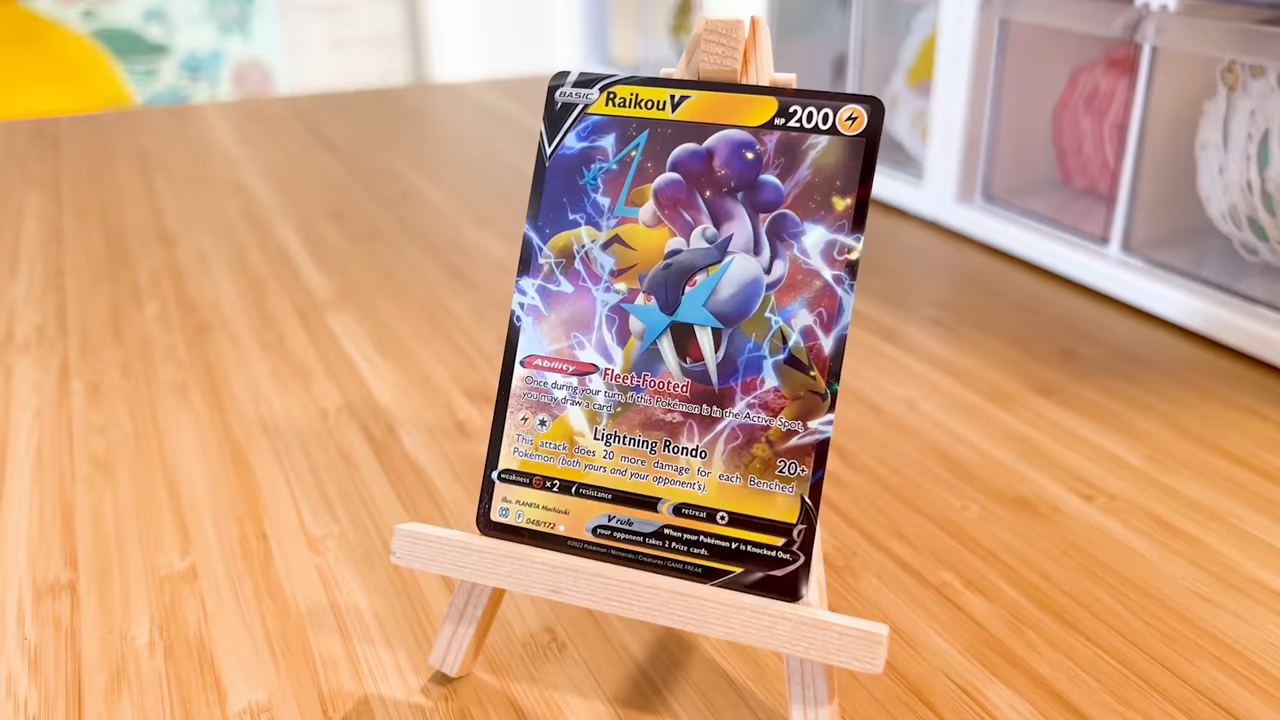 BASIC
Raikou V
HP 200
Ability
Fleet-Footed
Once during your turn, if this Pokémon is in the Active Spot,
you may draw a card.
Lightning Rondo
20+
This attack does 20 more damage for each Benched
Pokémon (both yours and your opponent's).
weakness ×2
resistance
retreat
Illus. PLANETA Mochizuki
F 048/172
V rule
When your Pokémon V is Knocked Out,
your opponent takes 2 Prize cards.
©2022 Pokémon / Nintendo / Creatures / GAME FREAK